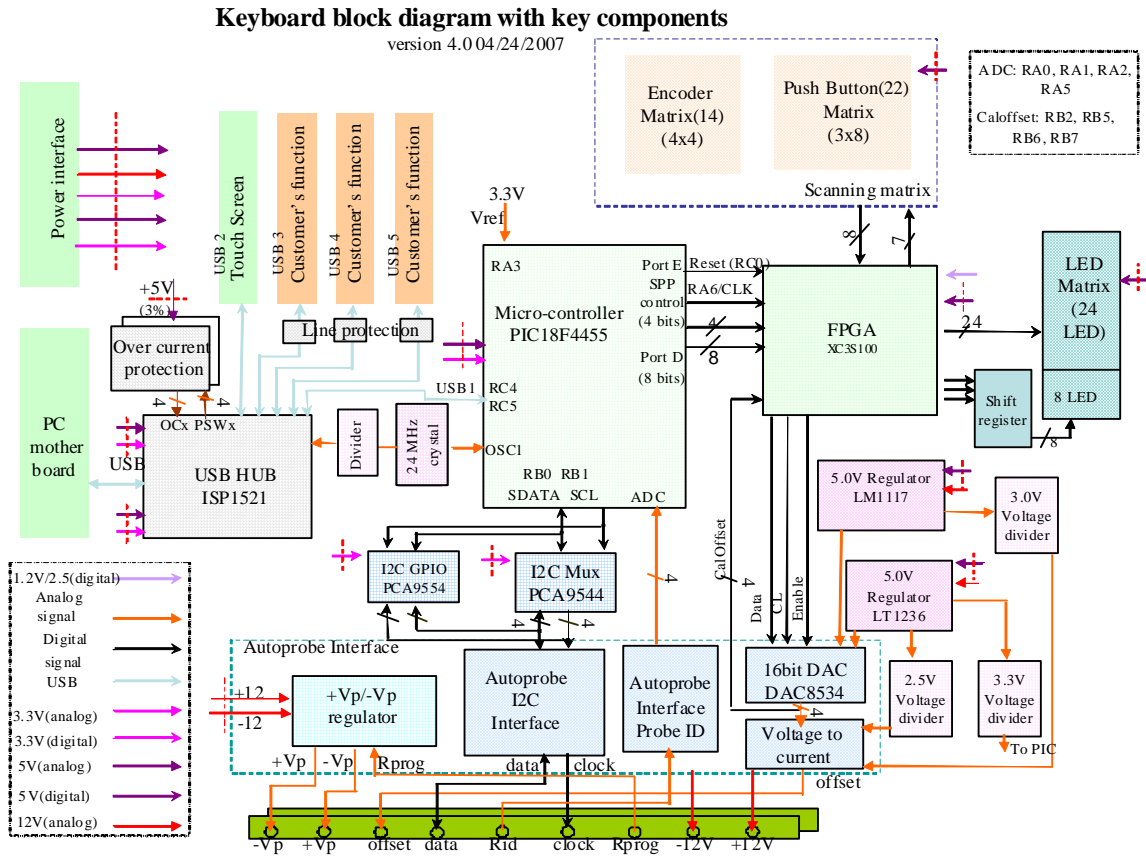 Keyboard block diagram with key components
version 4.0 04/24/2007
Power interface
USB 2
Touch Screen
USB 3
Customer's function
USB 4
Customer's function
USB 5
Customer's function
Encoder
Matrix(14)
(4x4)
Push Button(22)
Matrix
(3x8)
Scanning matrix
8
7
ADC: RA0, RA1, RA2,
RA5
Caloffset: RB2, RB5,
RB6, RB7
3.3V
Vref
RA3
Micro-controller
PIC18F4455
Port E
SPP
control
(4 bits)
Port D
(8 bits)
Reset (RC0)
RA6/CLK
4
8
FPGA
XC3S100
24
LED
Matrix
(24
LED)
8 LED
Shift
register
8
+5V
(3%)
Over current
protection
4
4
Line protection
USB1
RC4
RC5
OSC1
RB0 RB1
SDATA SCL
ADC
PC
mother
board
USB
OCx PSWx
USB HUB
ISP1521
Divider
24 MHz
crystal
5.0V Regulator
LM1117
3.0V
Voltage
divider
5.0V
Regulator
LT1236
2.5V
Voltage
divider
3.3V
Voltage
divider
To PIC
I2C GPIO
PCA9554
I2C Mux
PCA9544
4
4
4
4
Cal Offset
4
Data
CL
Enable
1.2V/2.5(digital)
Analog
signal
Digital
signal
USB
3.3V(analog)
3.3V(digital)
5V(analog)
5V(digital)
12V(analog)
Autoprobe Interface
+12
-12
+Vp/-Vp
regulator
Autoprobe
I2C
Interface
Autoprobe
Interface
Probe ID
16bit DAC
DAC8534
4
Voltage to
current
offset
+Vp
-Vp
Rprog
data
clock
-Vp
+Vp
offset
data
Rid
clock
Rprog
-12V
+12V